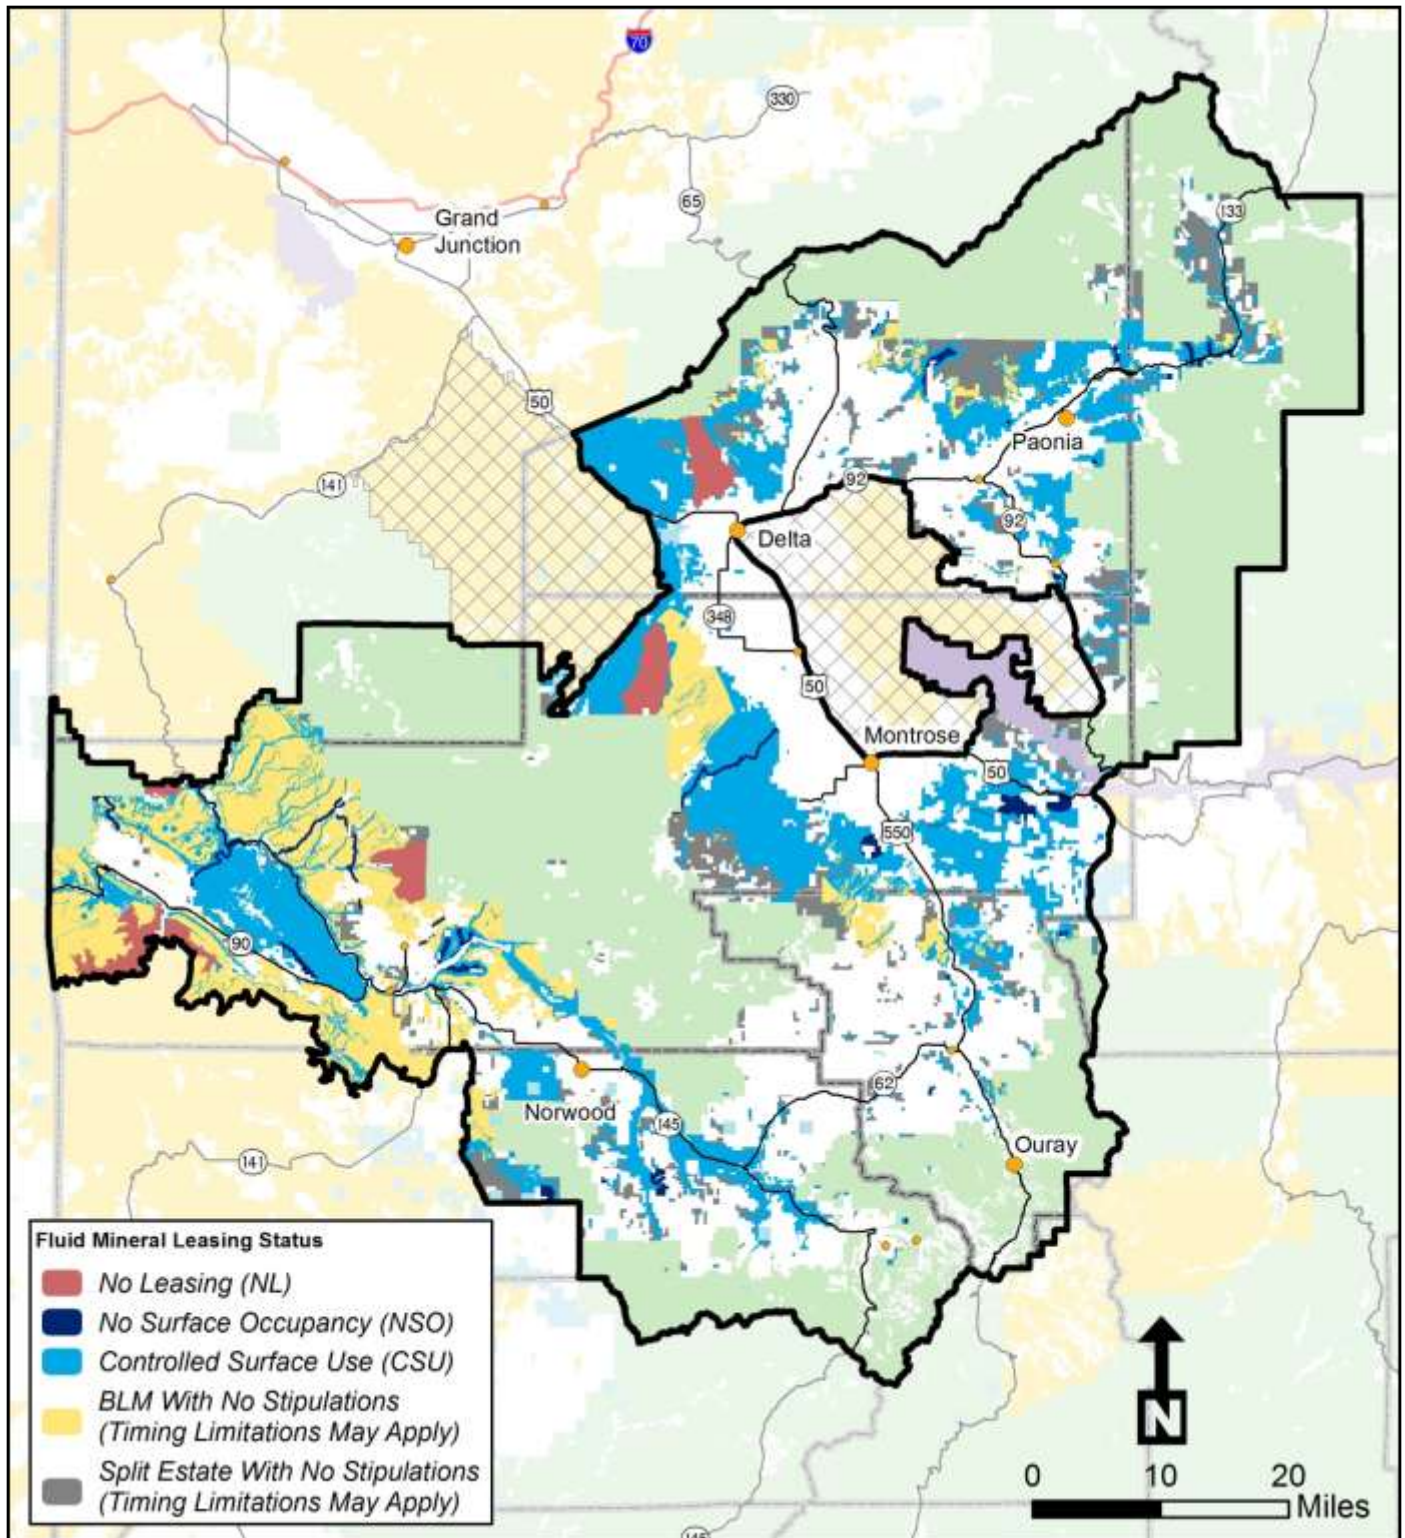 70
330
65
133
Grand
Junction
50
141
Paonia
92
92
Delta
348
50
Montrose
50
550
90
Norwood
62
145
Ouray
141
Fluid Mineral Leasing Status
No Leasing (NL)
No Surface Occupancy (NSO)
Controlled Surface Use (CSU)
BLM With No Stipulations
(Timing Limitations May Apply)
Split Estate With No Stipulations
(Timing Limitations May Apply)
N
0 10 20
Miles